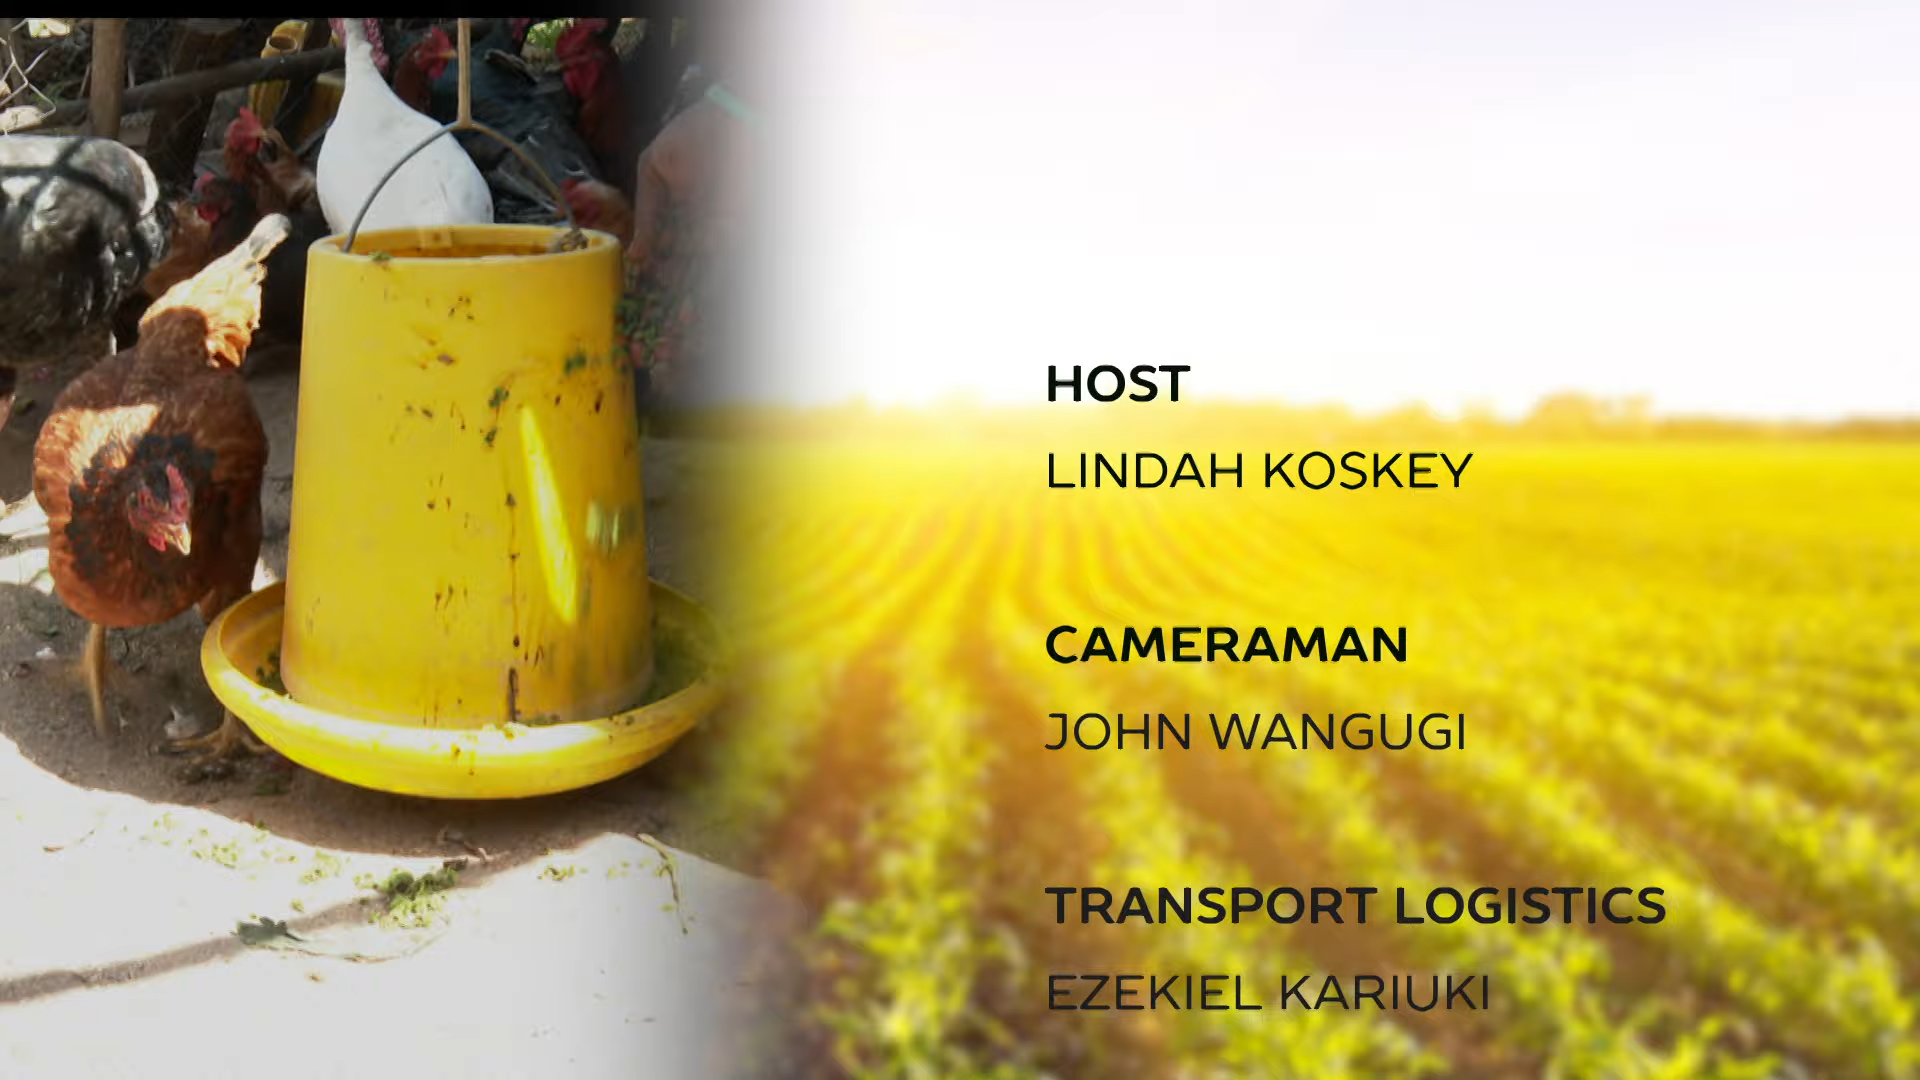 HOST
LINDAH KOSKEY
CAMERAMAN
JOHN WANGUGI
TRANSPORT LOGISTICS
EZEKIEL KARIUKI